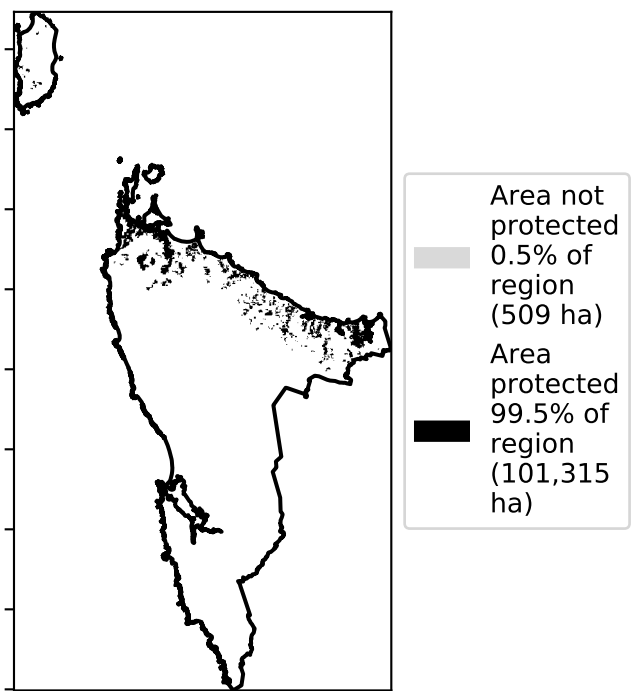 Area not
protected
0.5% of
region
(509 ha)
Area
protected
99.5% of
region
(101,315
ha)